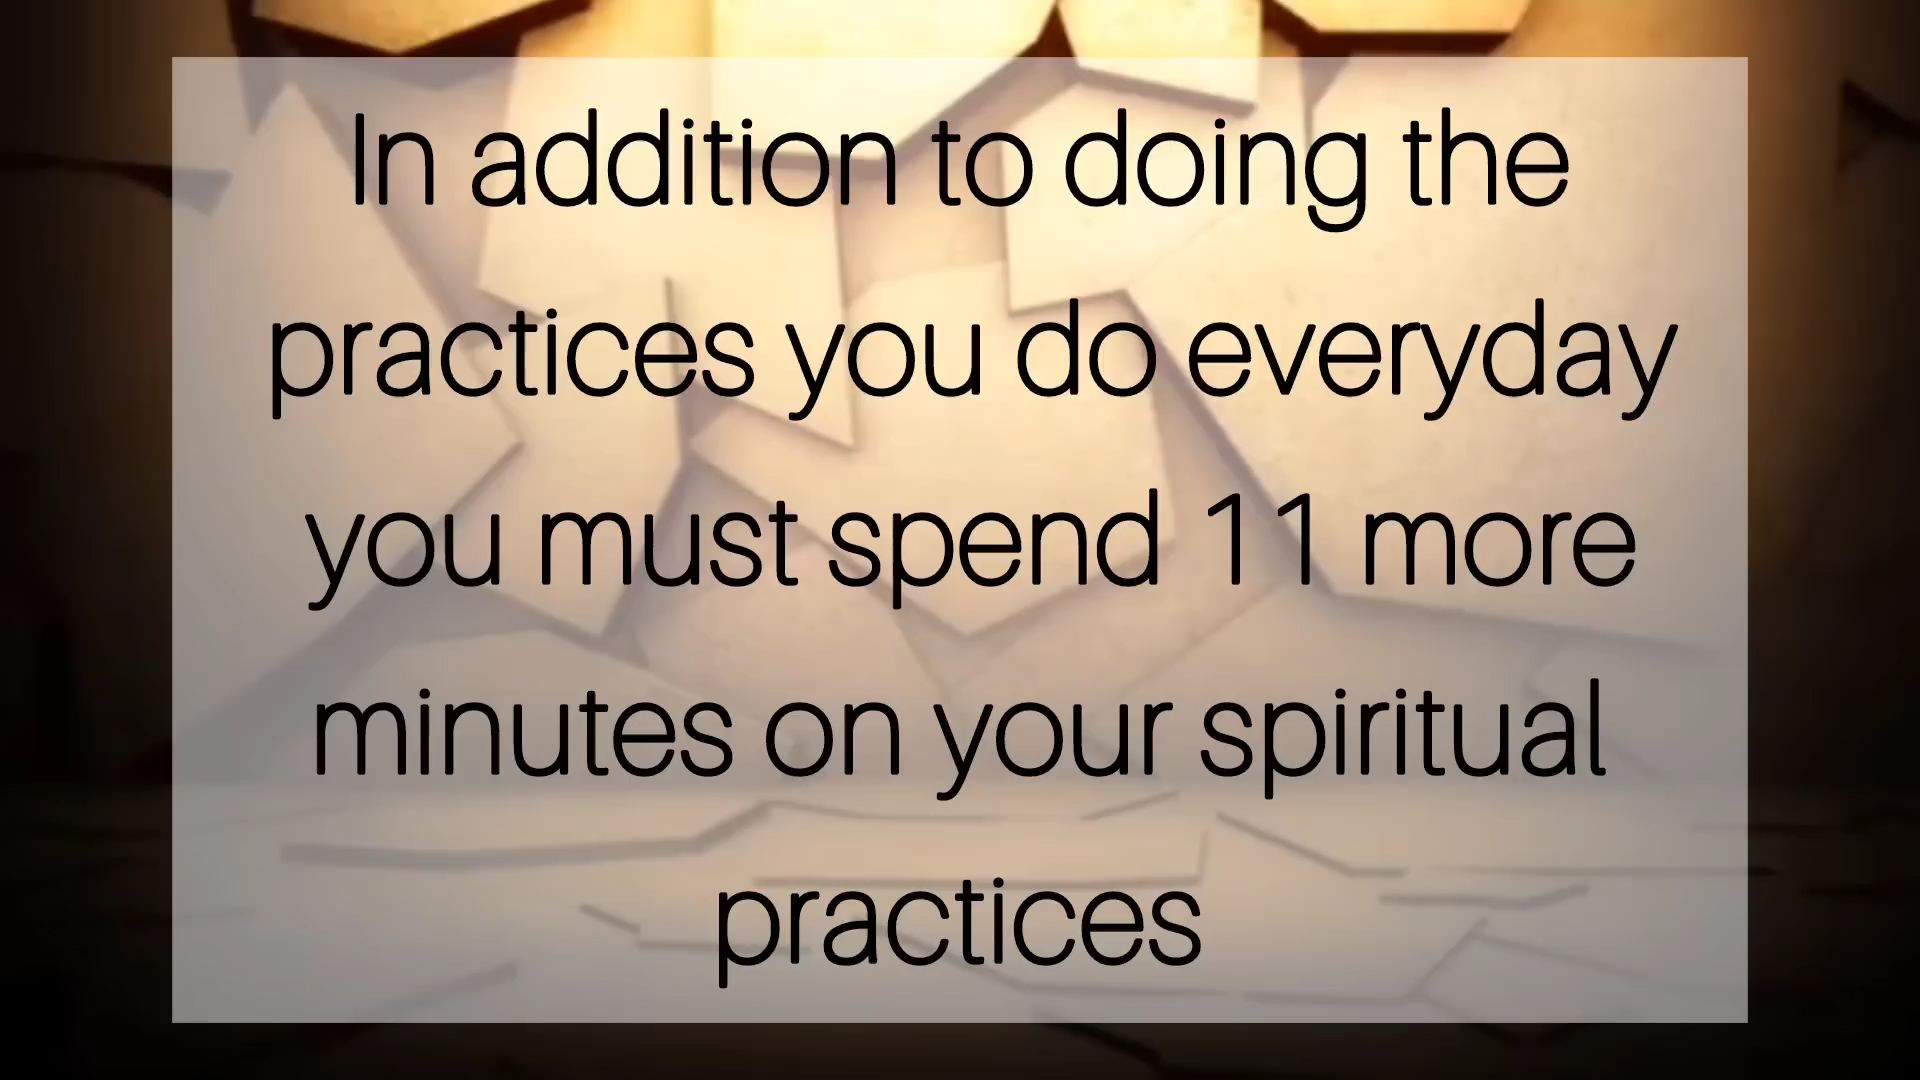 In addition to doing the
practices you do everyday
you must spend 11 more
minutes on your spiritual
practices